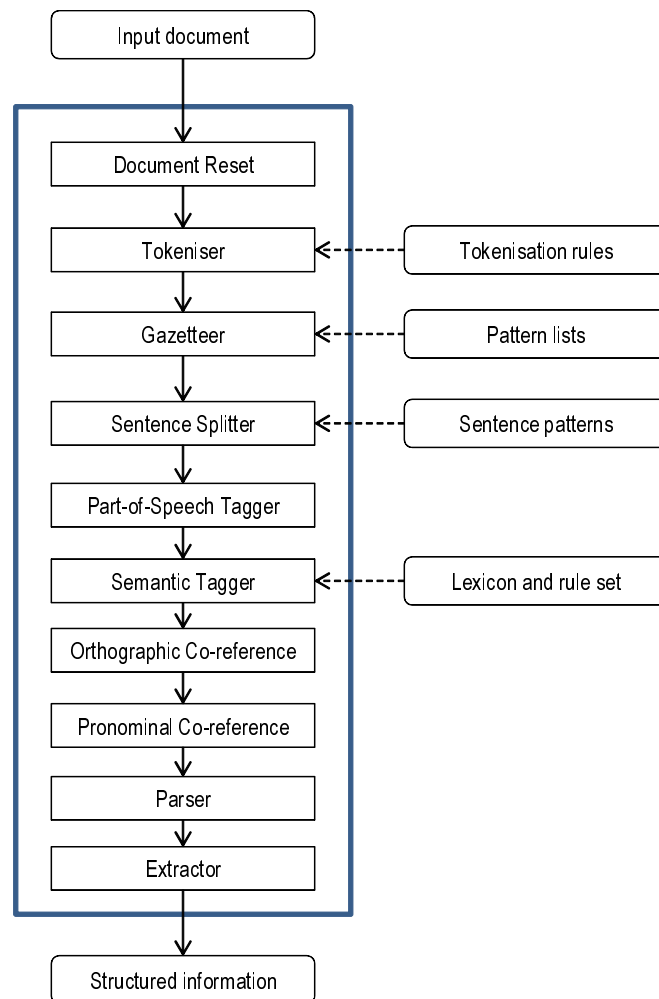 Input document
Document Reset
Tokeniser
Tokenisation rules
Gazetteer
Pattern lists
Sentence Splitter
Sentence patterns
Part-of-Speech Tagger
Semantic Tagger
Lexicon and rule set
Orthographic Co-reference
Pronominal Co-reference
Parser
Extractor
Structured information